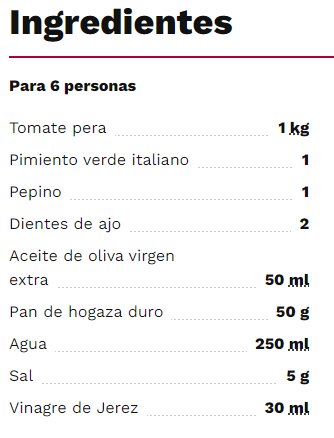 Ingredientes
Para 6 personas
Tomate pera 1 kg
Pimiento verde italiano 1
Pepino 1
Dientes de ajo 2
Aceite de oliva virgen
extra 50 ml
Pan de hogaza duro 50 g
Agua 250 ml
Sal 5 g
Vinagre de Jerez 30 ml